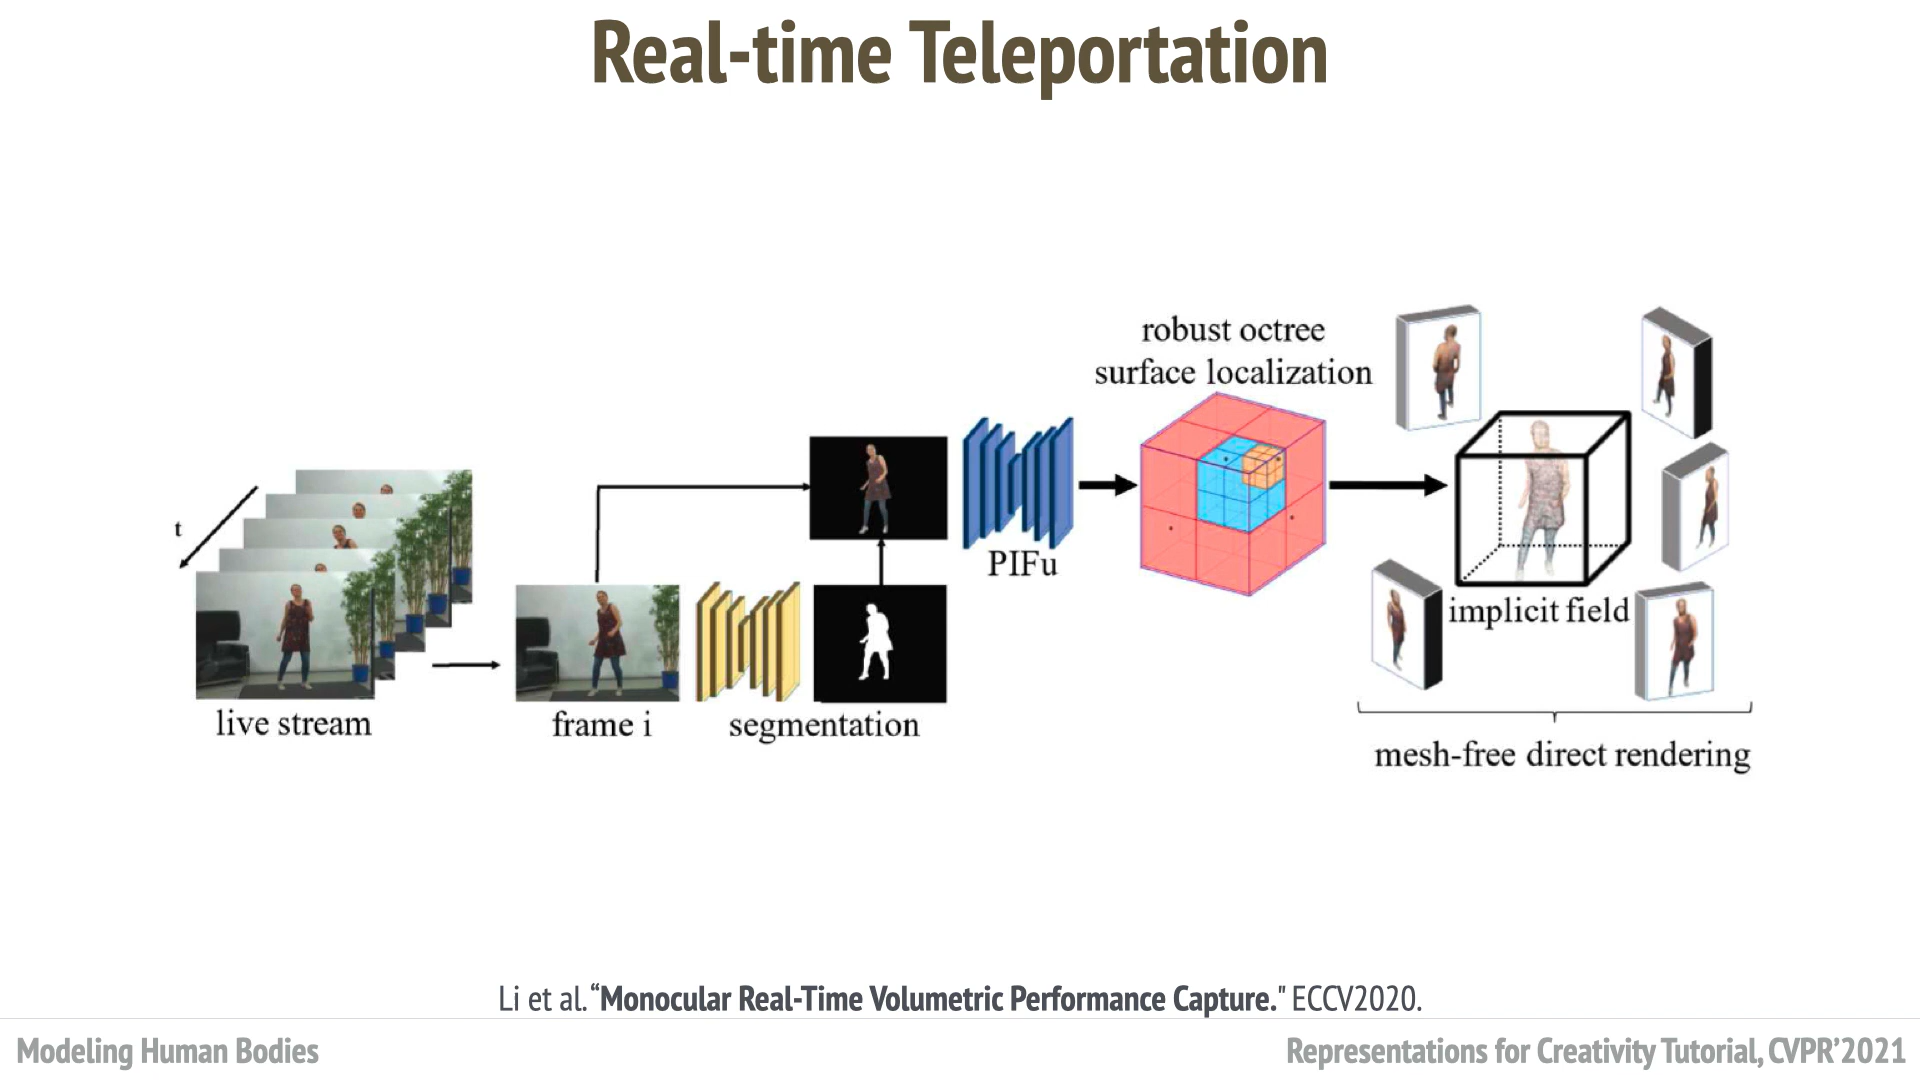 Real-time Teleportation
robust octree
surface localization
t
PIFu
implicit field
live stream
frame i
segmentation
mesh-free direct rendering
Li et al. “Monocular Real-Time Volumetric Performance Capture." ECCV2020.
Modeling Human Bodies
Representations for Creativity Tutorial, CVPR’2021